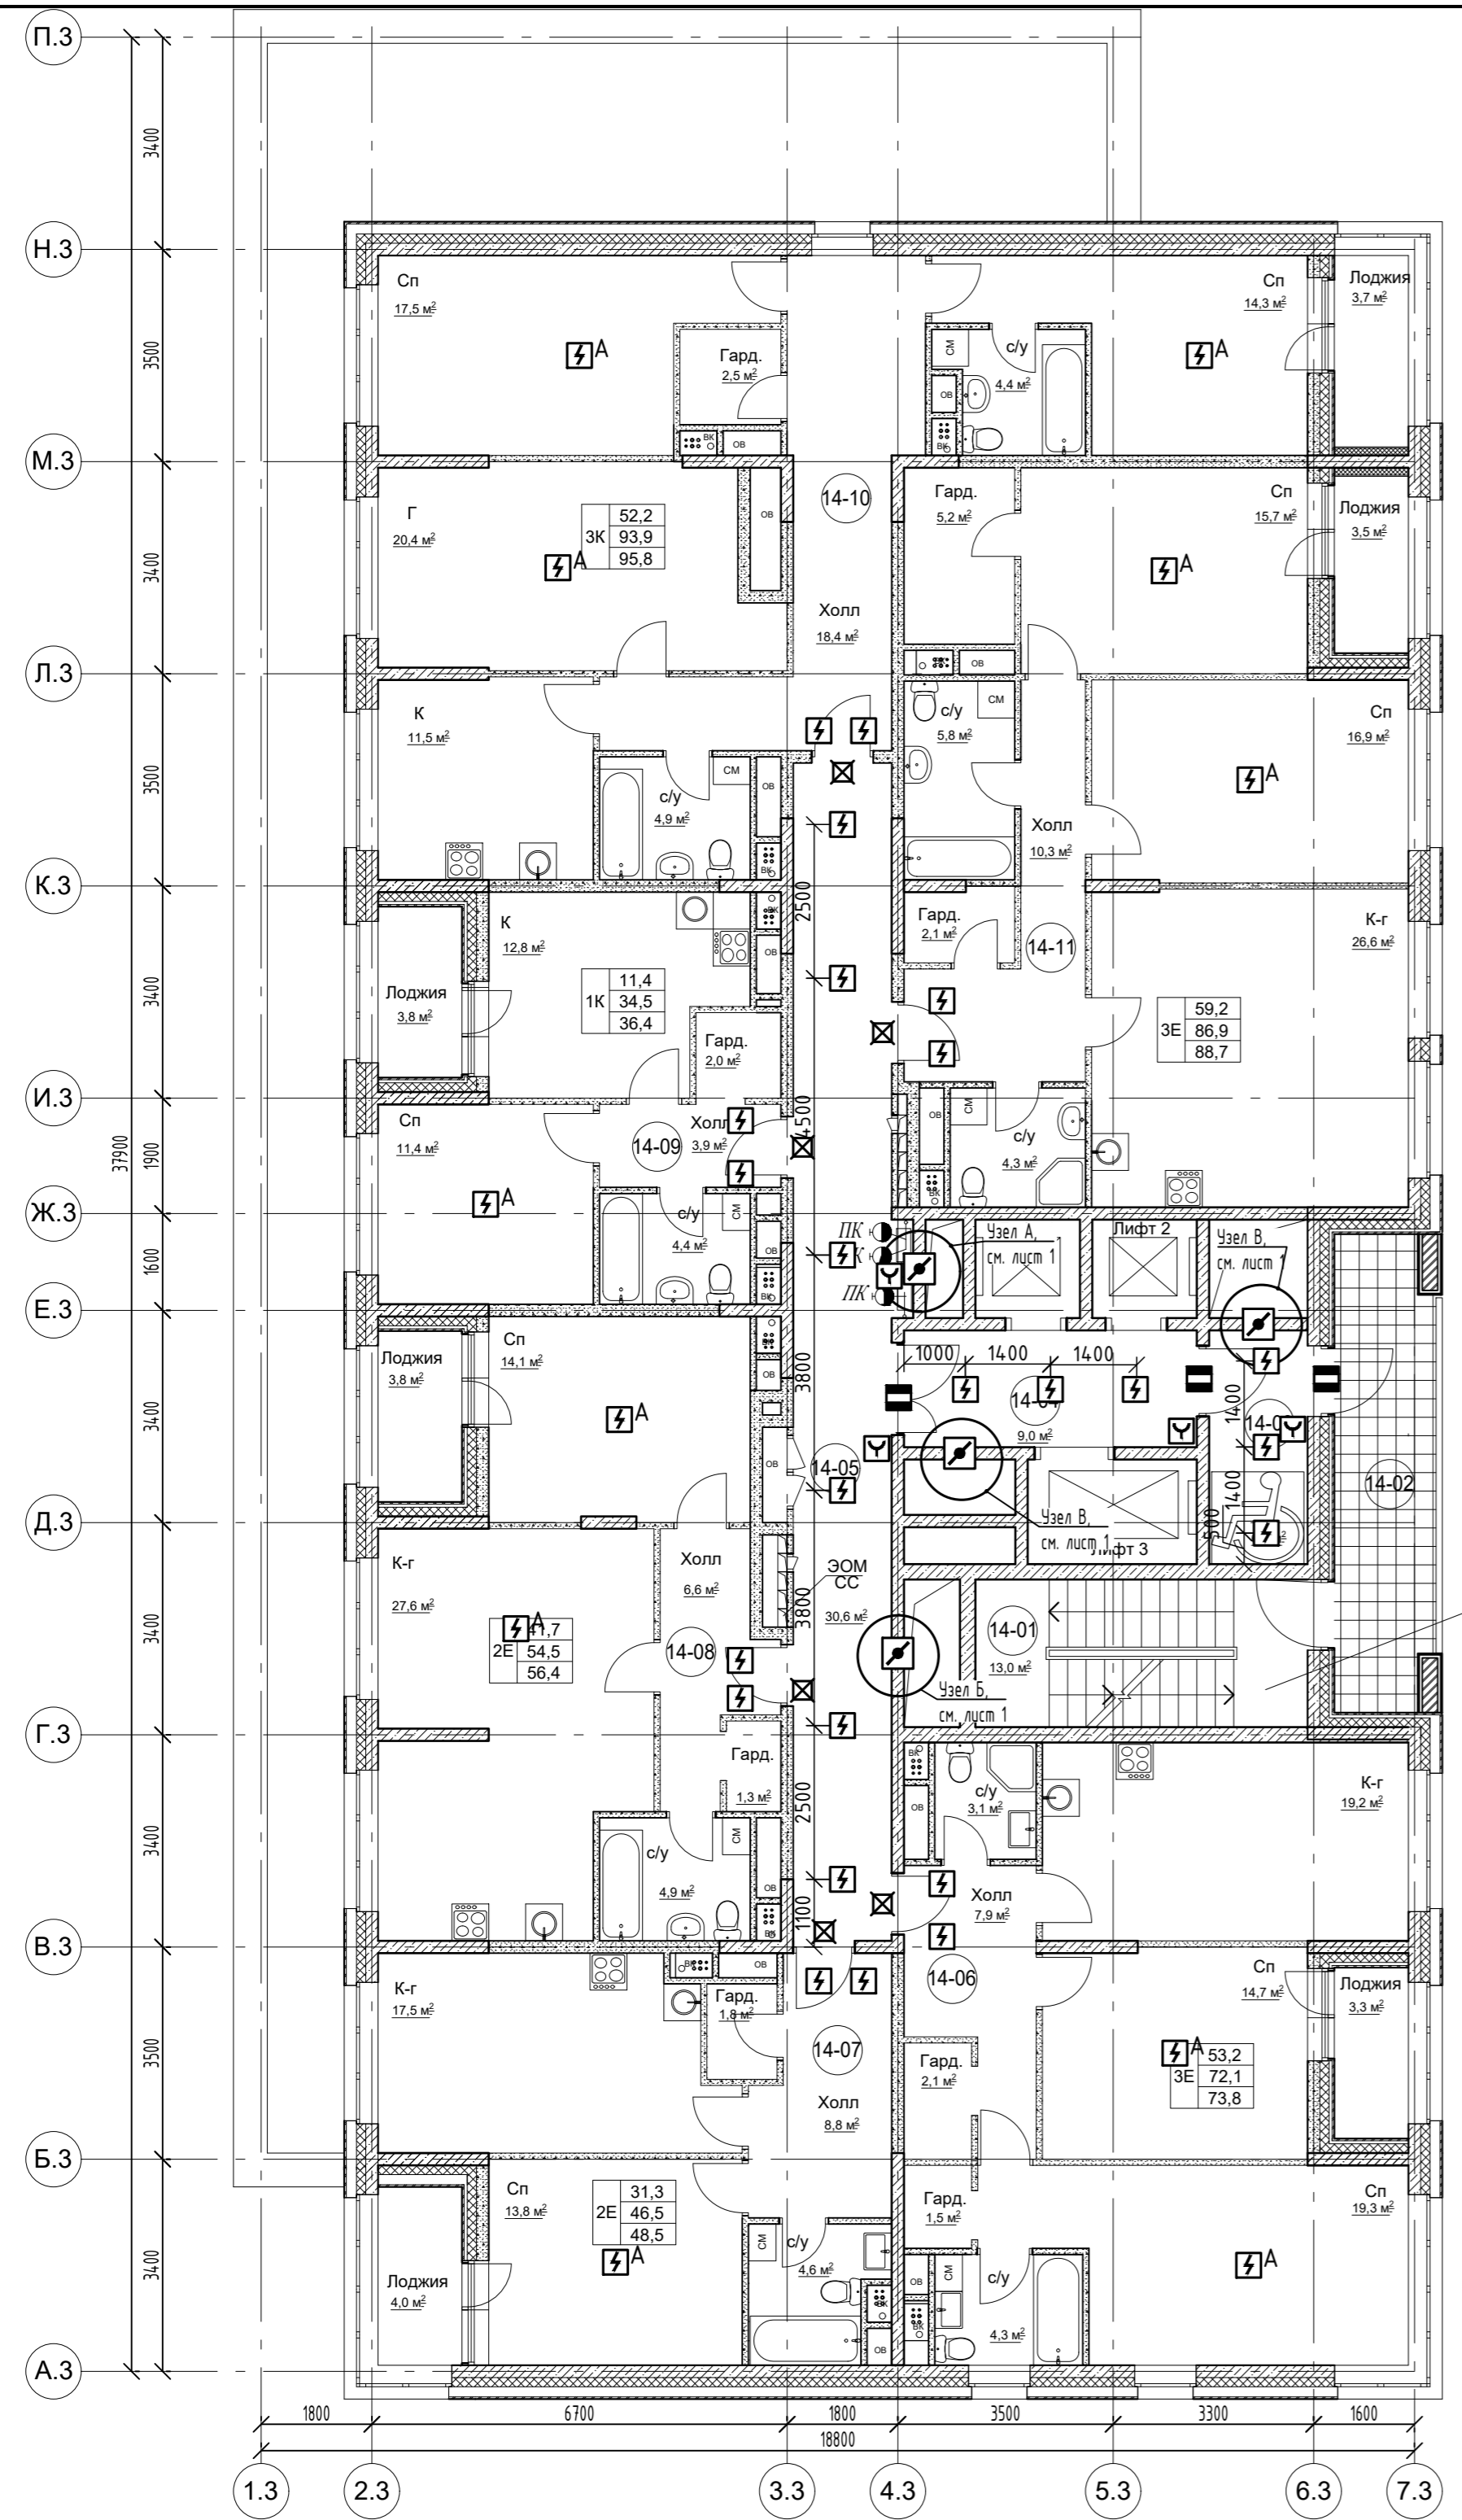 П.3
3400
Н.3
Сп
17,5 м²
A
Гард.
2,5 м²
ВК
ОВ
СМ
с/у
4,4 м²
ОВ
ВК
Сп
14,3 м²
A
Лоджия
3,7 м²
3500
М.3
Г
20,4 м²
A
3К
52,2
93,9
95,8
ОВ
14-10
Холл
18,4 м²
Гард.
5,2 м²
ОВ
Сп
15,7 м²
A
Лоджия
3,5 м²
3400
Л.3
К
11,5 м²
с/у
4,9 м²
СМ
ОВ
ВК
с/у
5,8 м²
СМ
Холл
10,3 м²
Сп
16,9 м²
A
3500
К.3
2500
Лоджия
3,8 м²
К
12,8 м²
ВК
ОВ
1К
11,4
34,5
36,4
Гард.
2,0 м²
Гард.
2,1 м²
14-11
К-г
26,6 м²
3Е
59,2
86,9
88,7
3400
И.3
4500
37900
Сп
11,4 м²
A
14-09
Холл
3,9 м²
с/у
4,4 м²
СМ
ОВ
ВК
ОВ
ВК
СМ
с/у
4,3 м²
1900
Ж.3
ПК
К
ПК
Узел А,
см. лист 1
Лифт 2
Узел В,
см. лист 1
1600
Е.3
3800
1000
1400
1400
Лоджия
3,8 м²
Сп
14,1 м²
A
ВК
ОВ
ОВ
14-05
9,0 м²
1400
1400
500
14-02
Узел В,
см. лист 1
Лифт 3
3400
Д.3
К-г
27,6 м²
A
2Е
54,5
56,4
Холл
6,6 м²
14-08
ЭОМ
СС
30,6 м²
3800
14-01
13,0 м²
Узел Б,
см. лист 1
3400
Г.3
Гард.
1,3 м²
2500
с/у
4,9 м²
СМ
ОВ
ВК
1100
ВК
ОВ
с/у
3,1 м²
Холл
7,9 м²
К-г
19,2 м²
3400
В.3
К-г
17,5 м²
ВК
ОВ
Гард.
1,8 м²
14-07
Холл
8,8 м²
14-06
Гард.
2,1 м²
Сп
14,7 м²
A
3Е
53,2
72,1
73,8
Лоджия
3,3 м²
3500
Б.3
Лоджия
4,0 м²
Сп
13,8 м²
A
2Е
31,3
46,5
48,5
СМ
с/у
4,6 м²
ВК
ОВ
Гард.
1,5 м²
ОВ
ВК
СМ
с/у
4,3 м²
Сп
19,3 м²
A
3400
А.3
1800
6700
1800
3500
3300
1600
18800
1.3
2.3
3.3
4.3
5.3
6.3
7.3